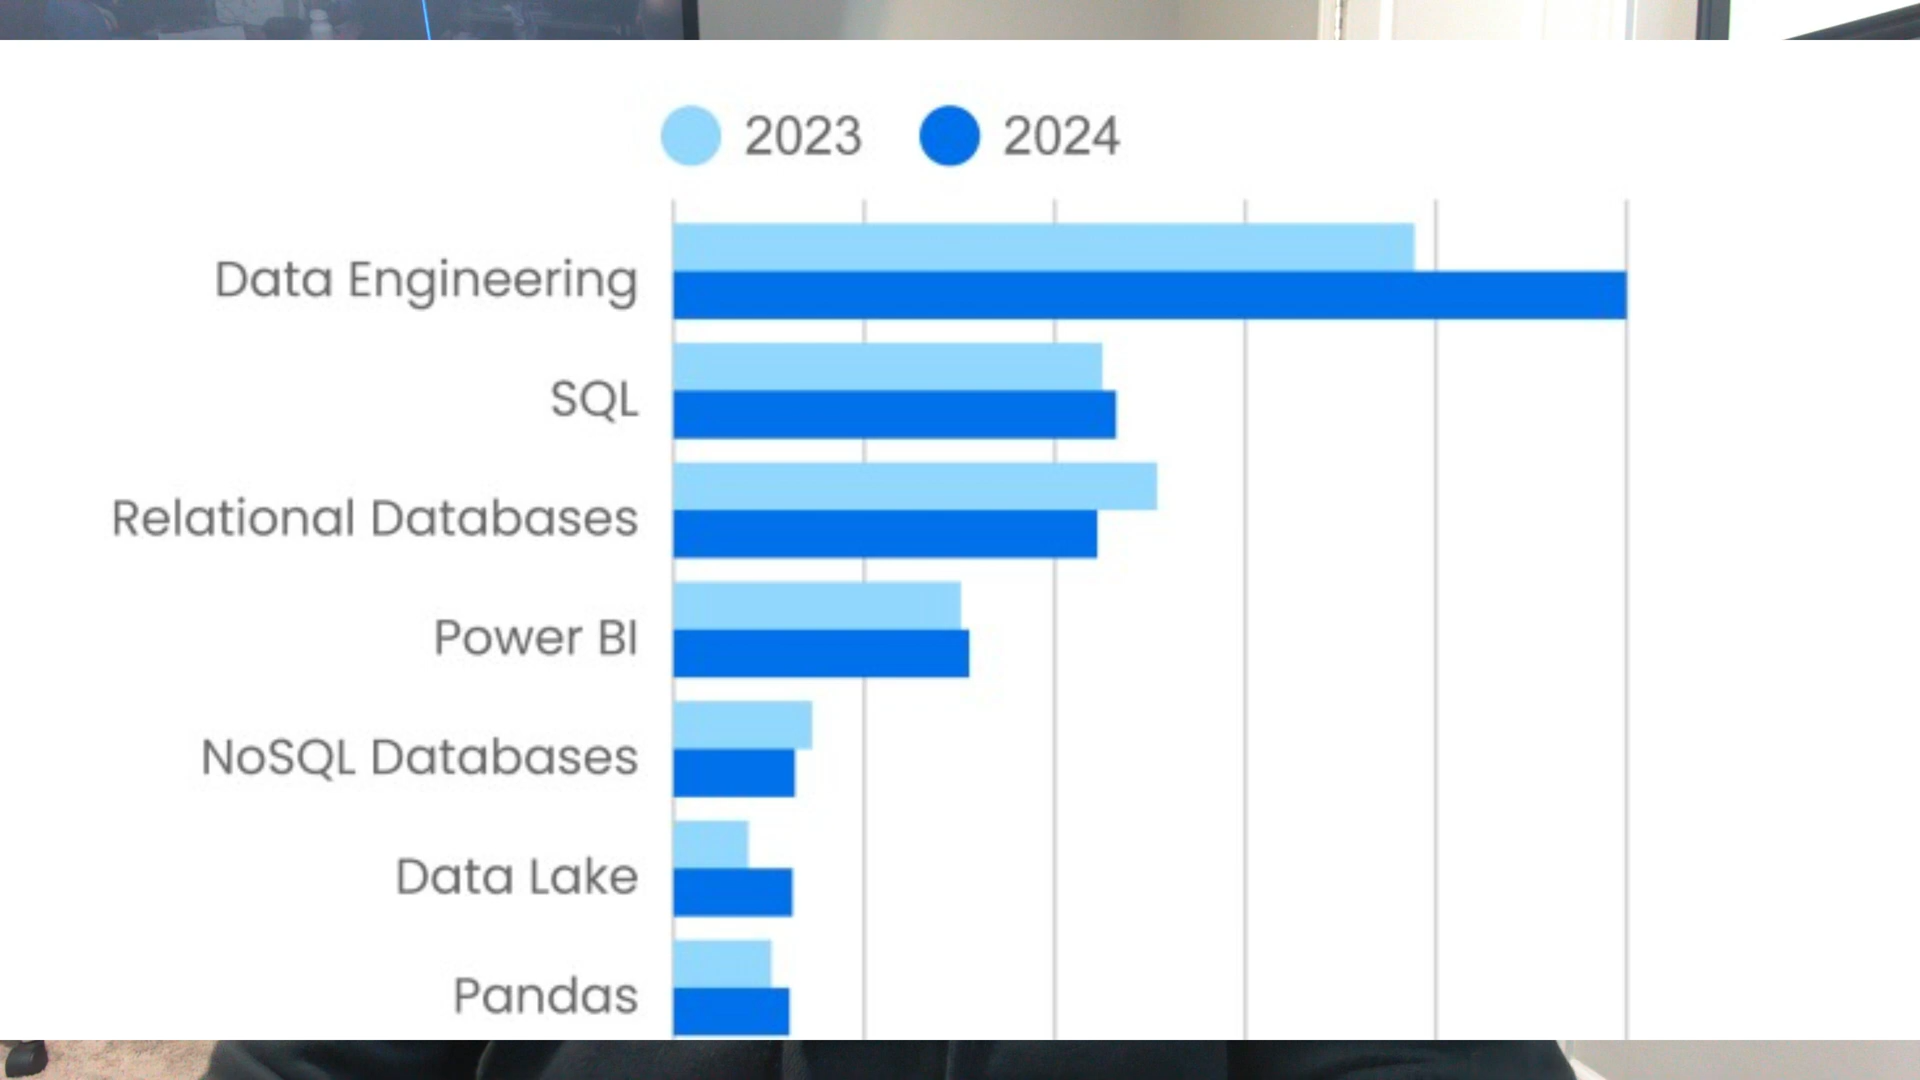 2023 2024
Data Engineering
SQL
Relational Databases
Power BI
NoSQL Databases
Data Lake
Pandas